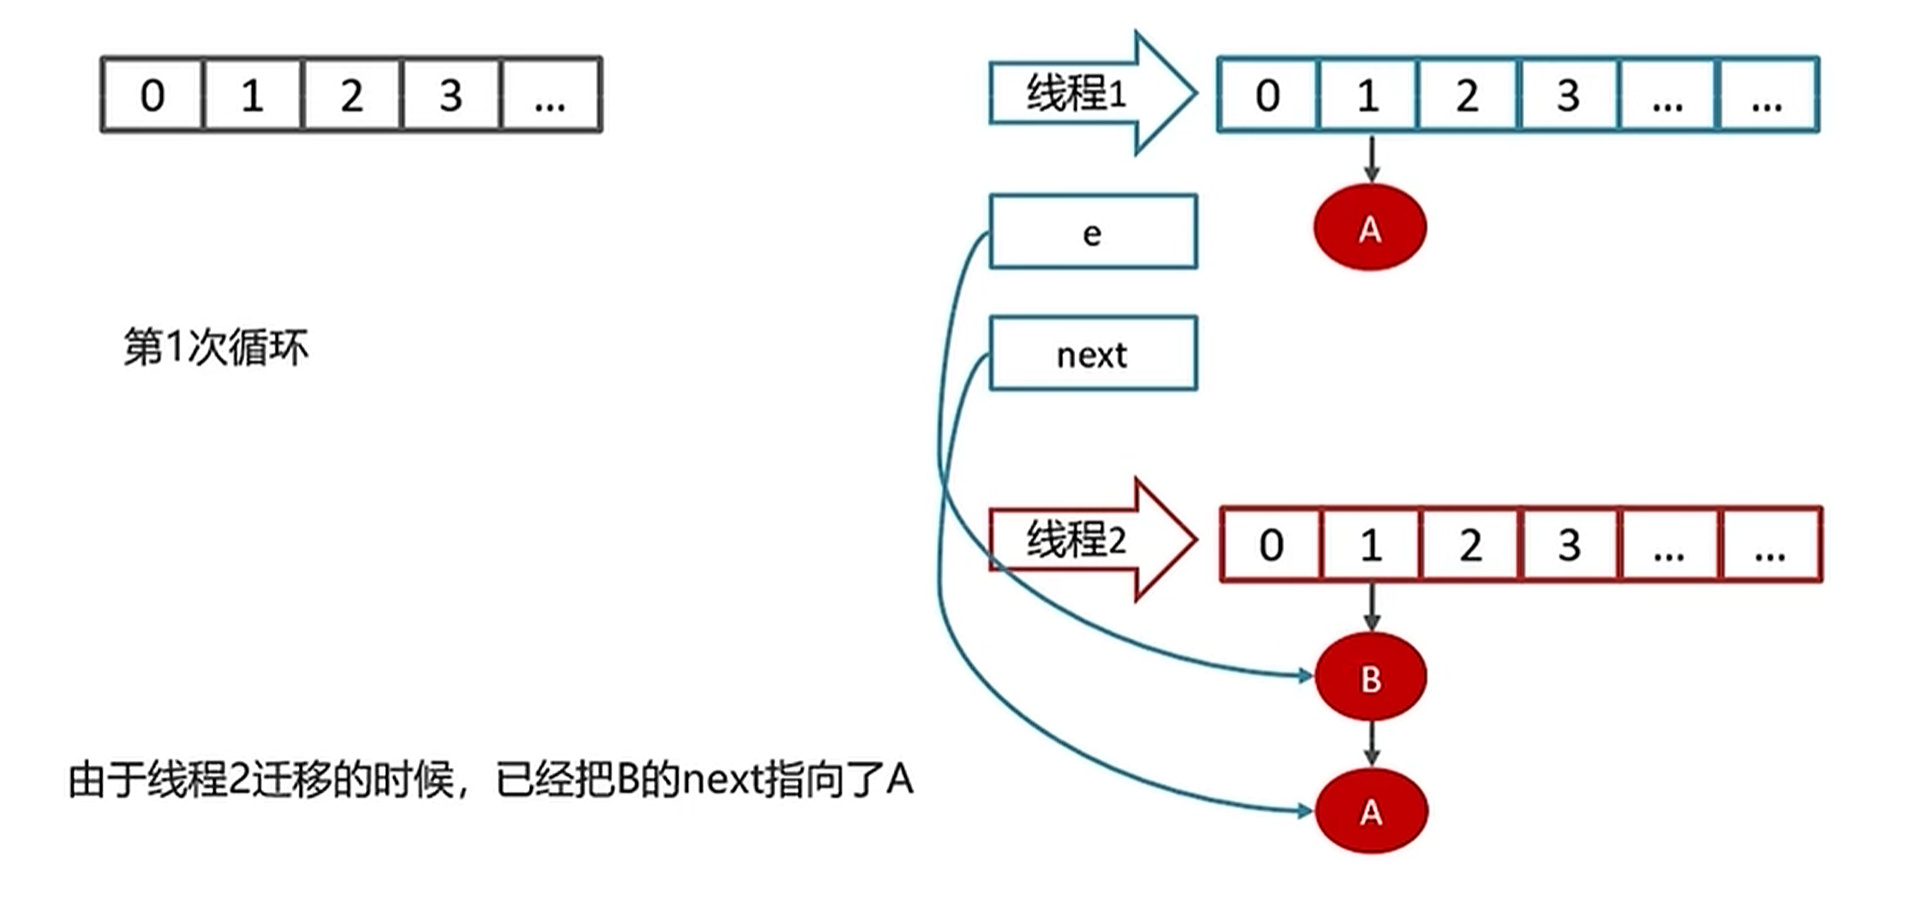 0 1 2 3 ...
线程1
0 1 2 3 ... ...
A
e
第1次循环
next
线程2
0 1 2 3 ... ...
B
由于线程2迁移的时候，已经把B的next指向了A
A